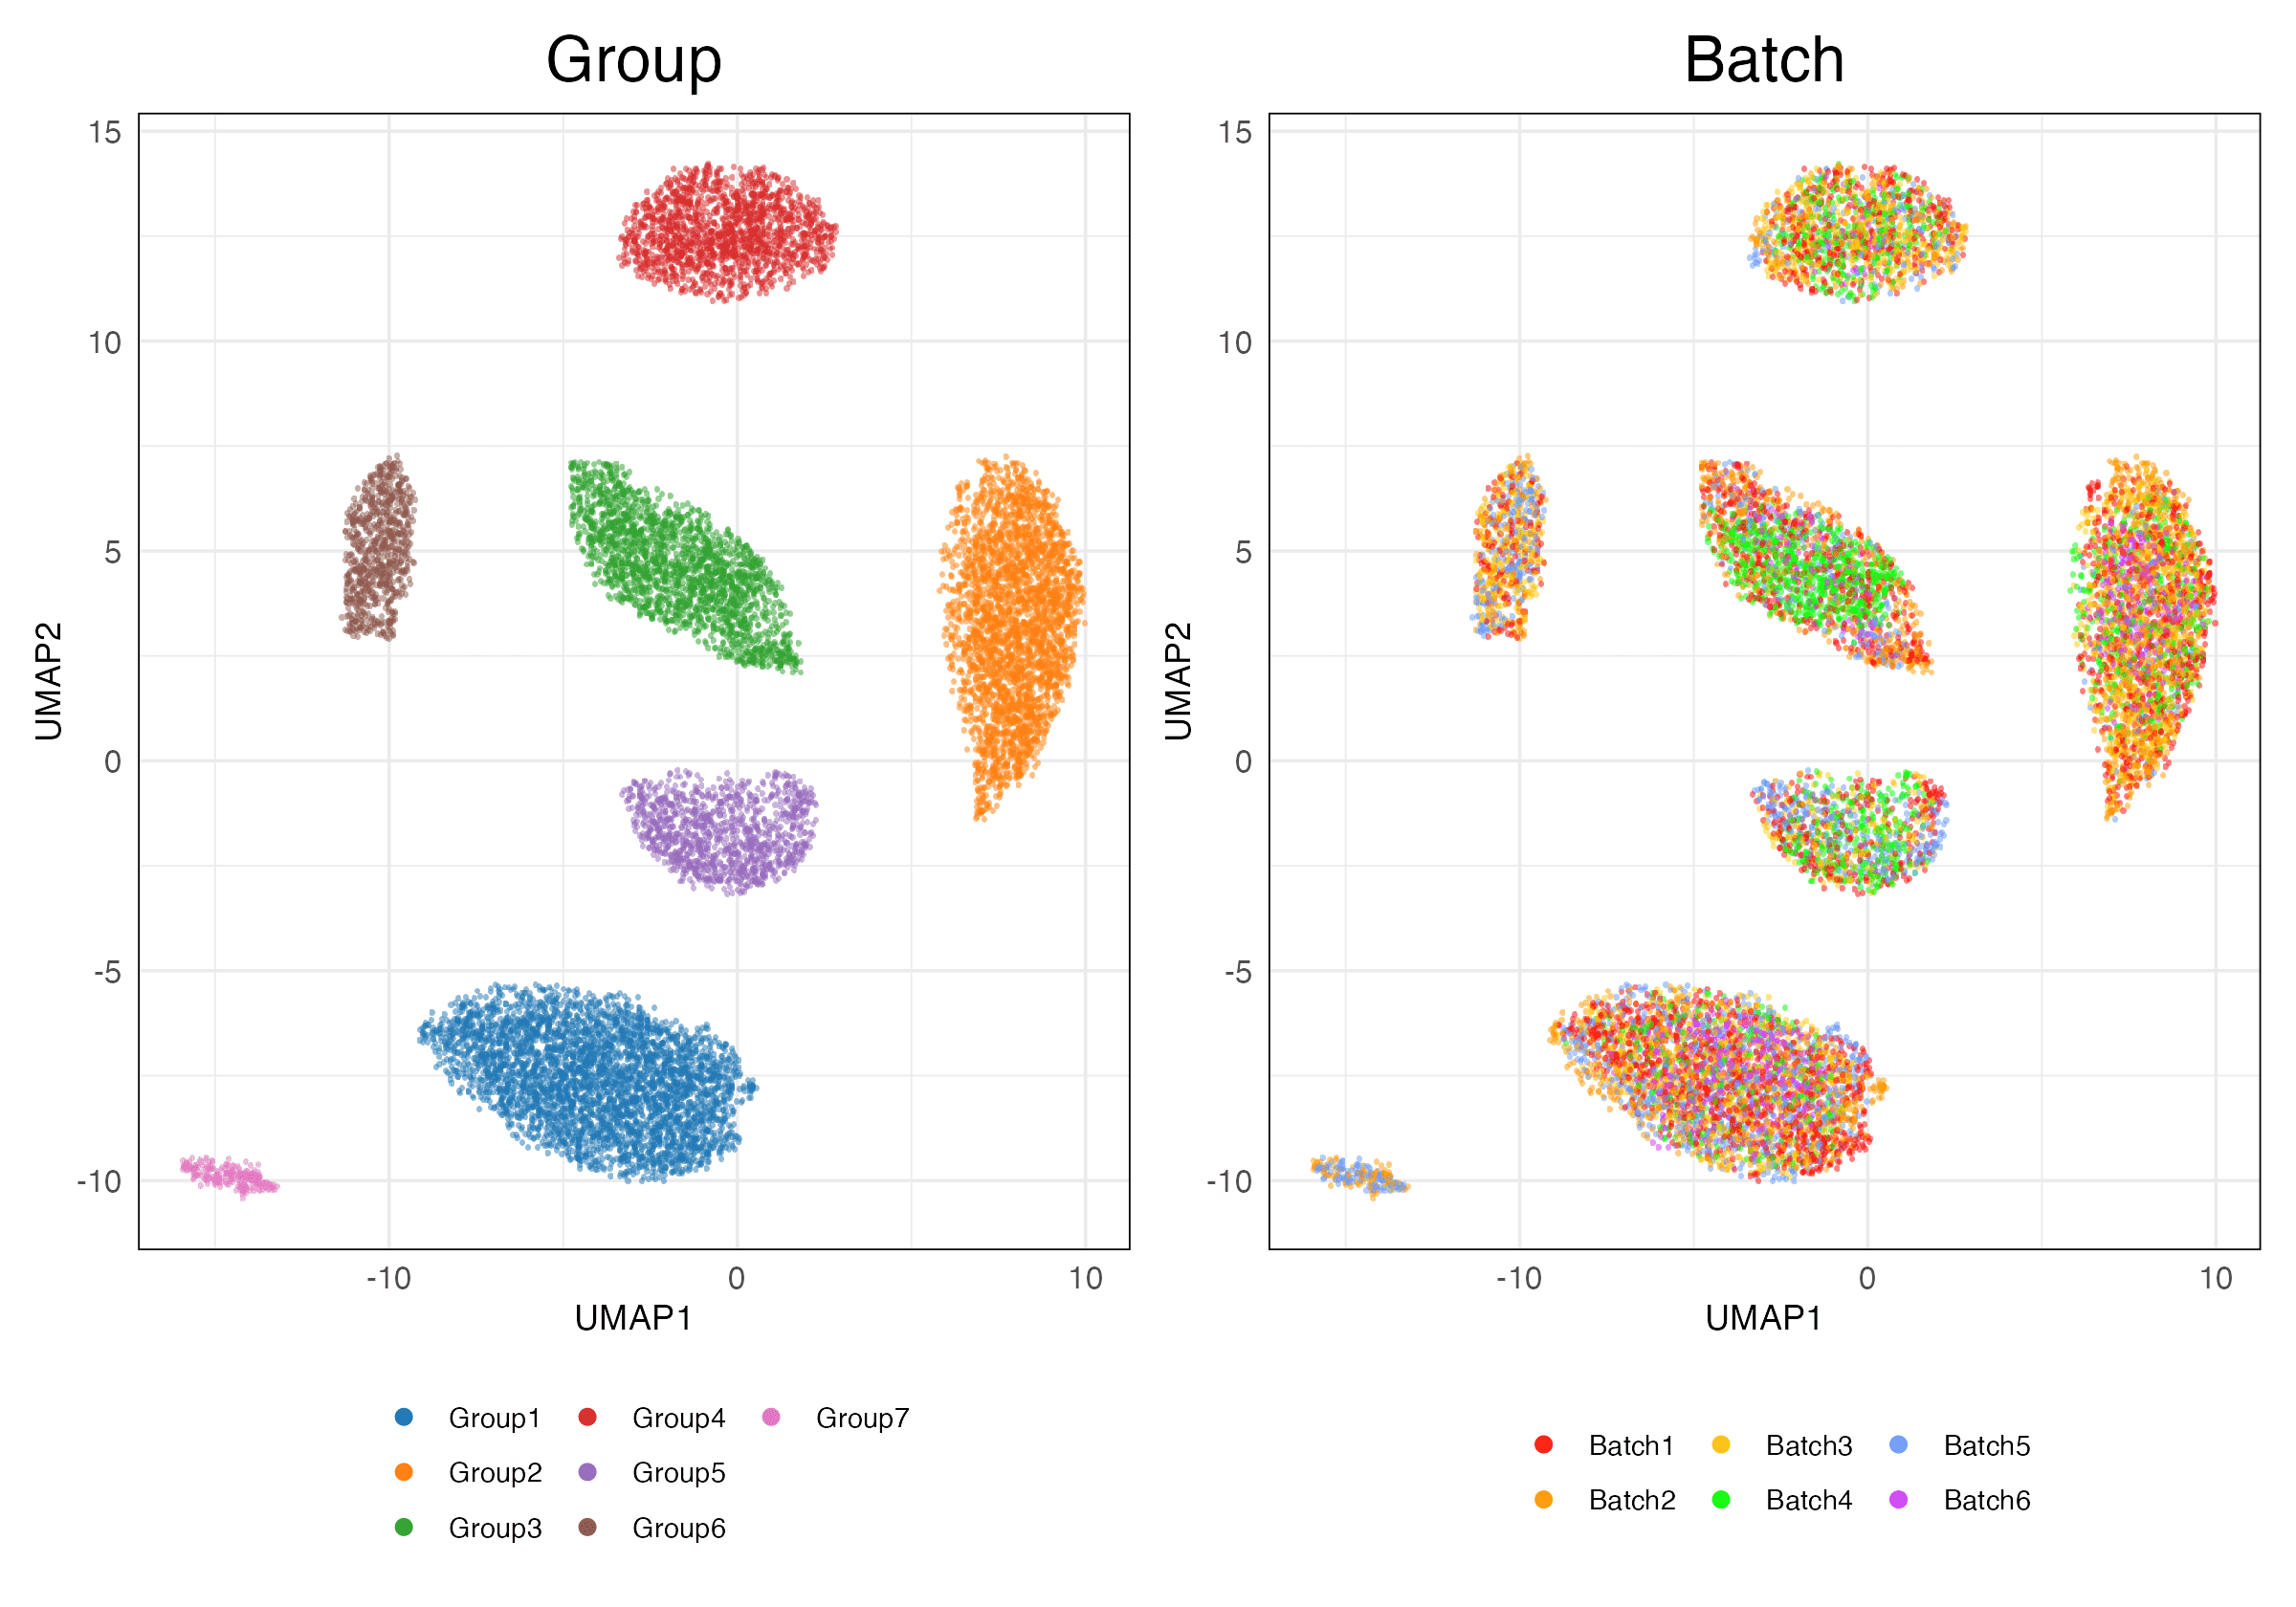 Group
Batch
15
10
5
0
-5
-10
UMAP2
-10 0 10
UMAP1
15
10
5
0
-5
-10
UMAP2
-10 0 10
UMAP1
Group1 Group4 Group7
Group2 Group5
Group3 Group6
Batch1 Batch3 Batch5
Batch2 Batch4 Batch6